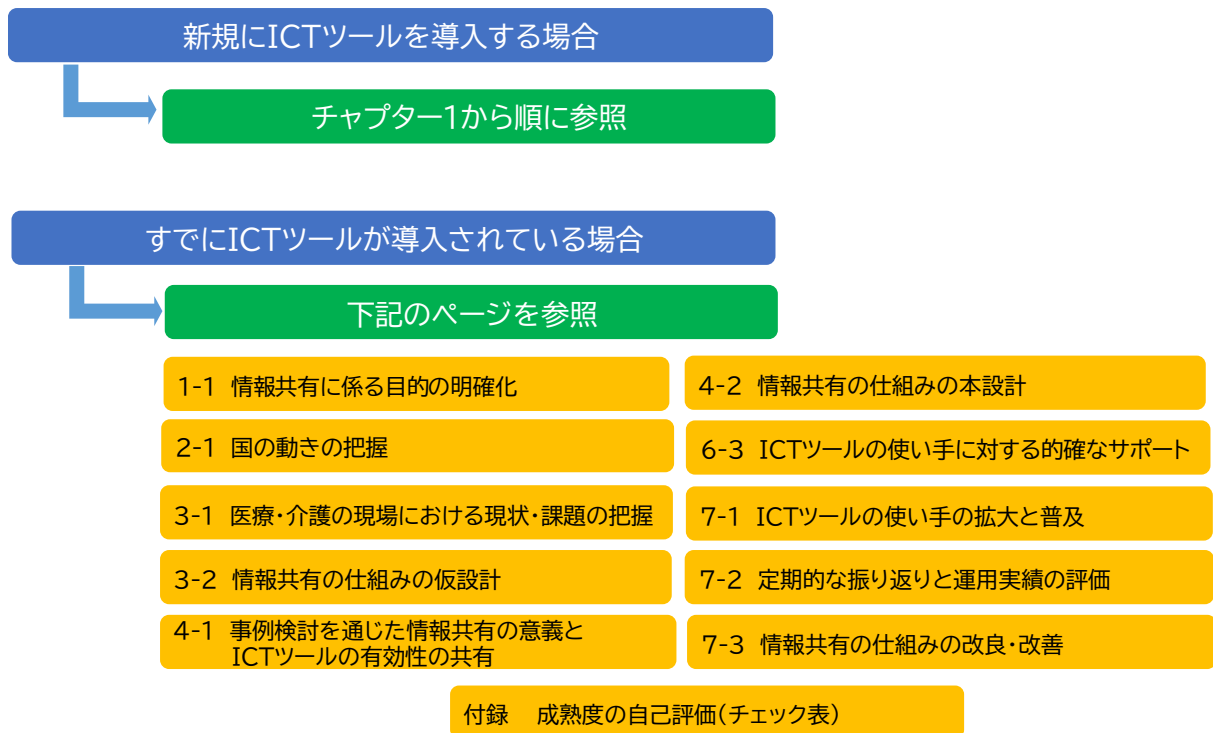 新規にICTツールを導入する場合
チャプター1から順に参照
すでにICTツールが導入されている場合
下記のページを参照
1-1 情報共有に係る目的の明確化
2-1 国の動きの把握
3-1 医療・介護の現場における現状・課題の把握
3-2 情報共有の仕組みの仮設計
4-1 事例検討を通じた情報共有の意義と
ICTツールの有効性の共有
4-2 情報共有の仕組みの本設計
6-3 ICTツールの使い手に対する的確なサポート
7-1 ICTツールの使い手の拡大と普及
7-2 定期的な振り返りと運用実績の評価
7-3 情報共有の仕組みの改良・改善
付録 成熟度の自己評価(チェック表)